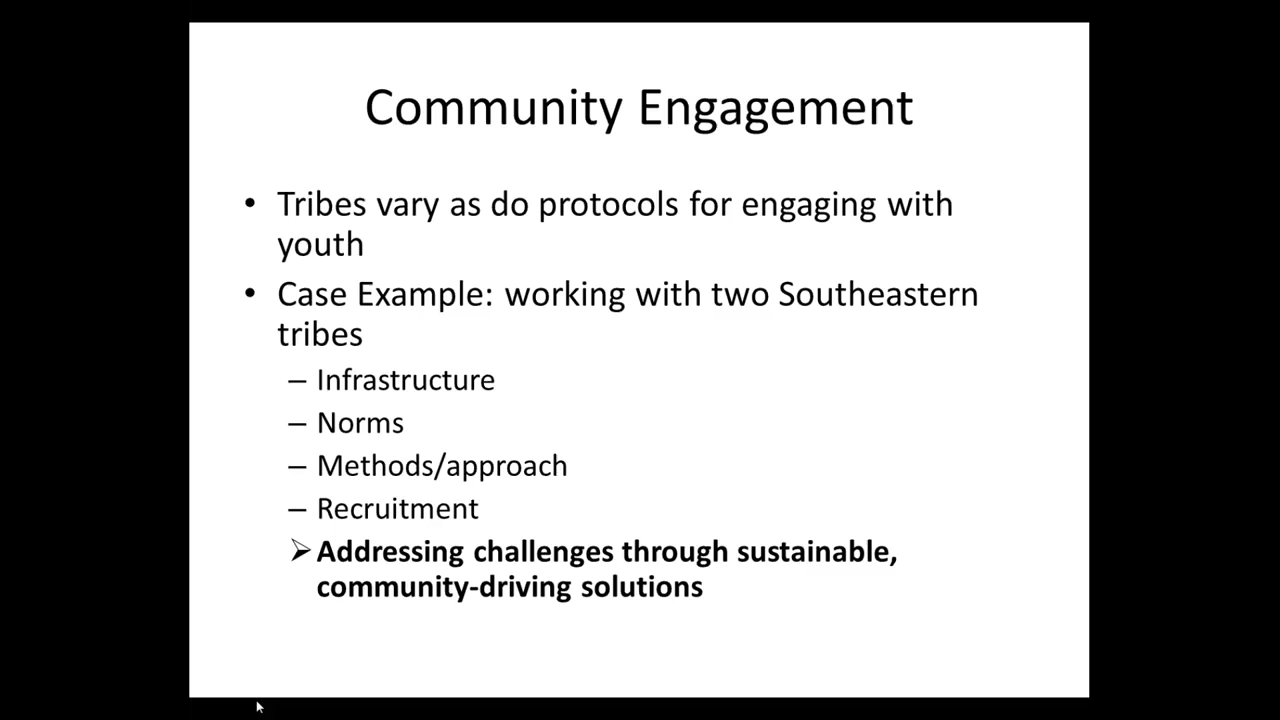 Community Engagement
• Tribes vary as do protocols for engaging with
youth
• Case Example: working with two Southeastern
tribes
– Infrastructure
– Norms
– Methods/approach
– Recruitment
➢ Addressing challenges through sustainable,
community-driving solutions